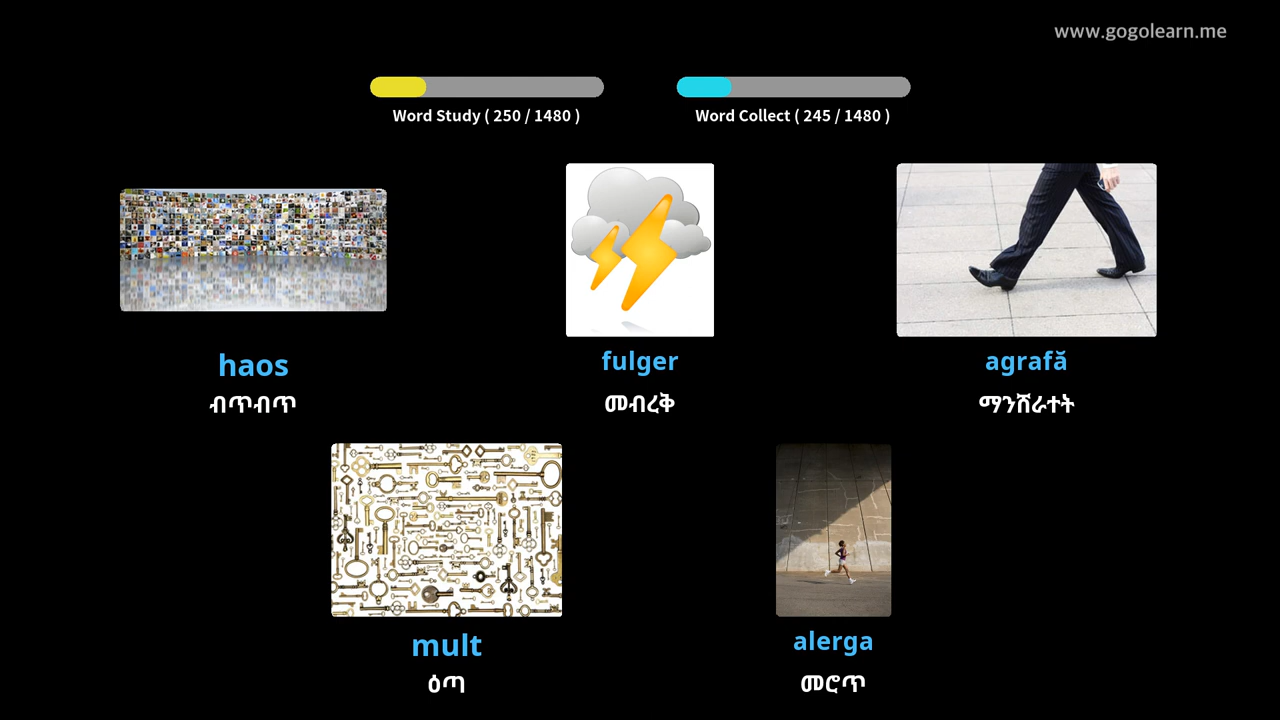 www.gogolearn.me
Word Study ( 250 / 1480 )
Word Collect ( 245 / 1480 )
haos
ብጥብጥ
fulger
መብረቅ
agrafă
ማንሸራተት
mult
ዕጣ
alerga
መሮጥ